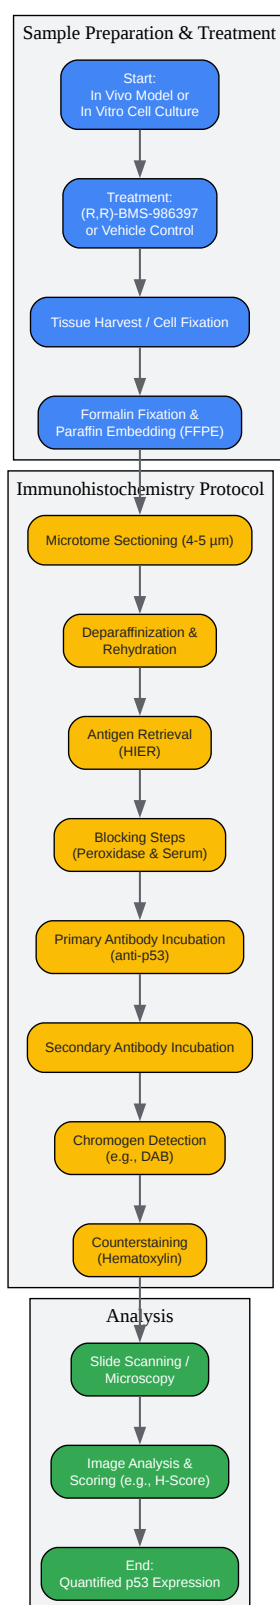 Sample Preparation & Treatment
Start:
In Vivo Model or
In Vitro Cell Culture
Treatment:
(R,R)-BMS-986397
or Vehicle Control
Tissue Harvest / Cell Fixation
Formalin Fixation &
Paraffin Embedding (FFPE)
Immunohistochemistry Protocol
Microtome Sectioning (4-5 µm)
Deparaffinization &
Rehydration
Antigen Retrieval
(HIER)
Blocking Steps
(Peroxidase & Serum)
Primary Antibody Incubation
(anti-p53)
Secondary Antibody Incubation
Chromogen Detection
(e.g., DAB)
Counterstaining
(Hematoxylin)
Analysis
Slide Scanning /
Microscopy
Image Analysis &
Scoring (e.g., H-Score)
End:
Quantified p53 Expression